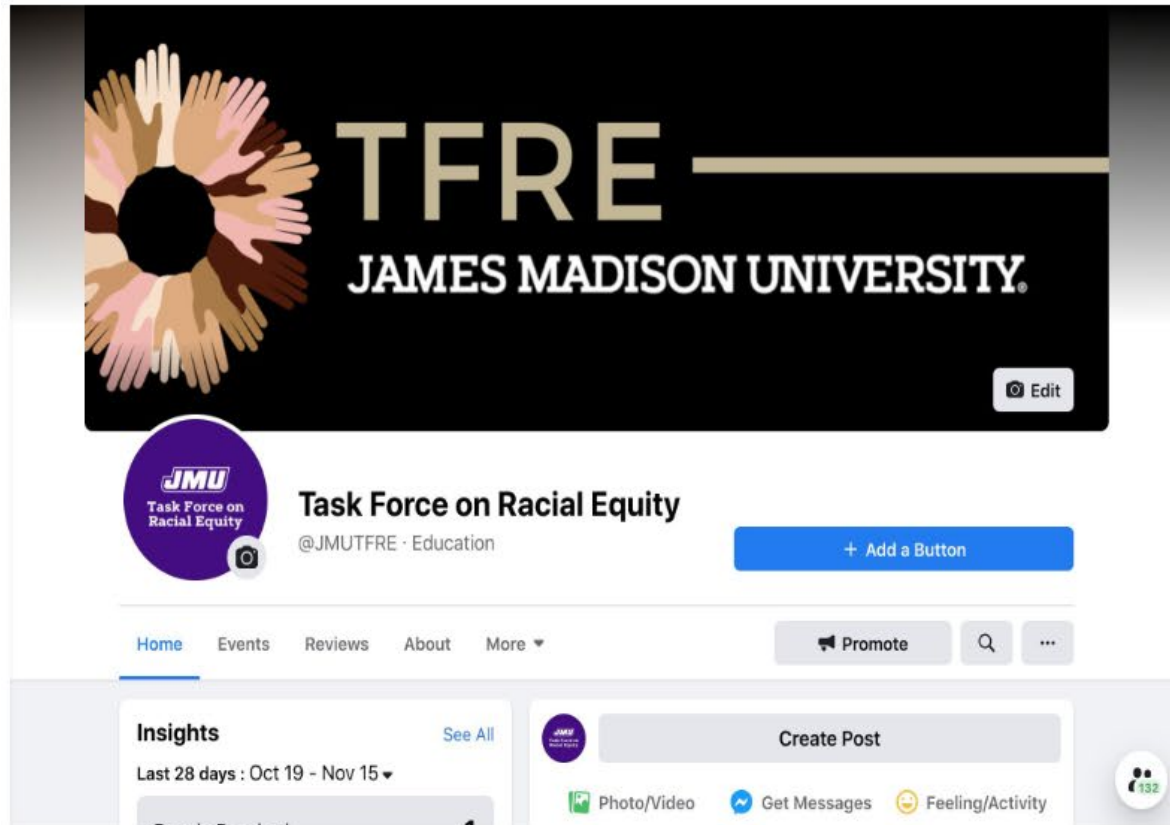 TFRE
JAMES MADISON UNIVERSITY®
Edit
JMU
Task Force on
Racial Equity
Task Force on Racial Equity
@JMUTFRE · Education
+ Add a Button
Home Events Reviews About More
Promote
Insights See All
Last 28 days : Oct 19 - Nov 15
Create Post
Photo/Video Get Messages Feeling/Activity
132